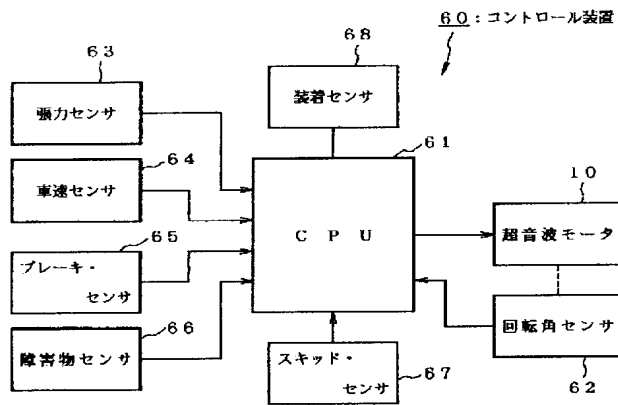 60：コントロール装置
68
63
装着センサ
張力センサ
64
61
車速センサ
10
CPU
超音波モータ
65
ブレーキ・
センサ
66
回転角センサ
障害物センサ
スキッド・
センサ
67
62